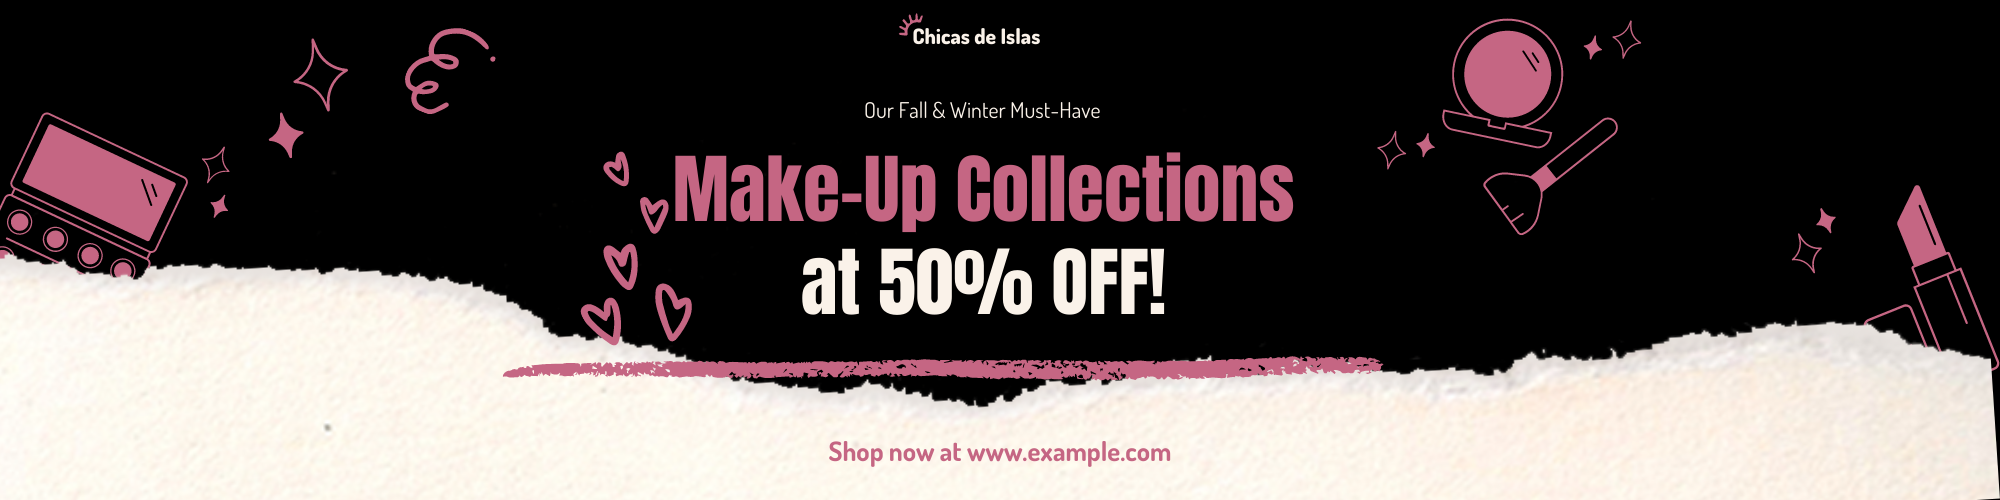 Chicas de Islas
Our Fall & Winter Must-Have
Make-Up Collections
at 50% OFF!
Shop now at www.example.com